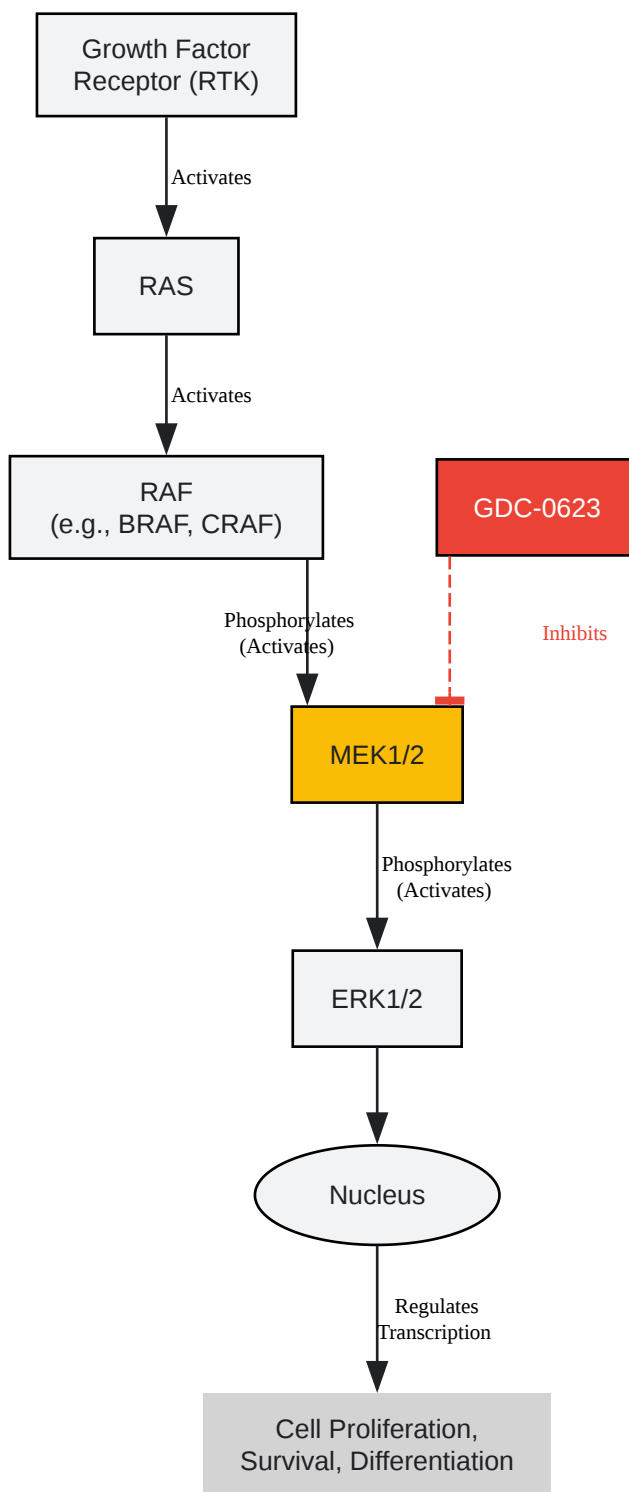 Growth Factor
Receptor (RTK)
Activates
RAS
Activates
RAF
(e.g., BRAF, CRAF)
GDC-0623
Phosphorylates
(Activates)
Inhibits
MEK1/2
Phosphorylates
(Activates)
ERK1/2
Nucleus
Regulates
Transcription
Cell Proliferation,
Survival, Differentiation